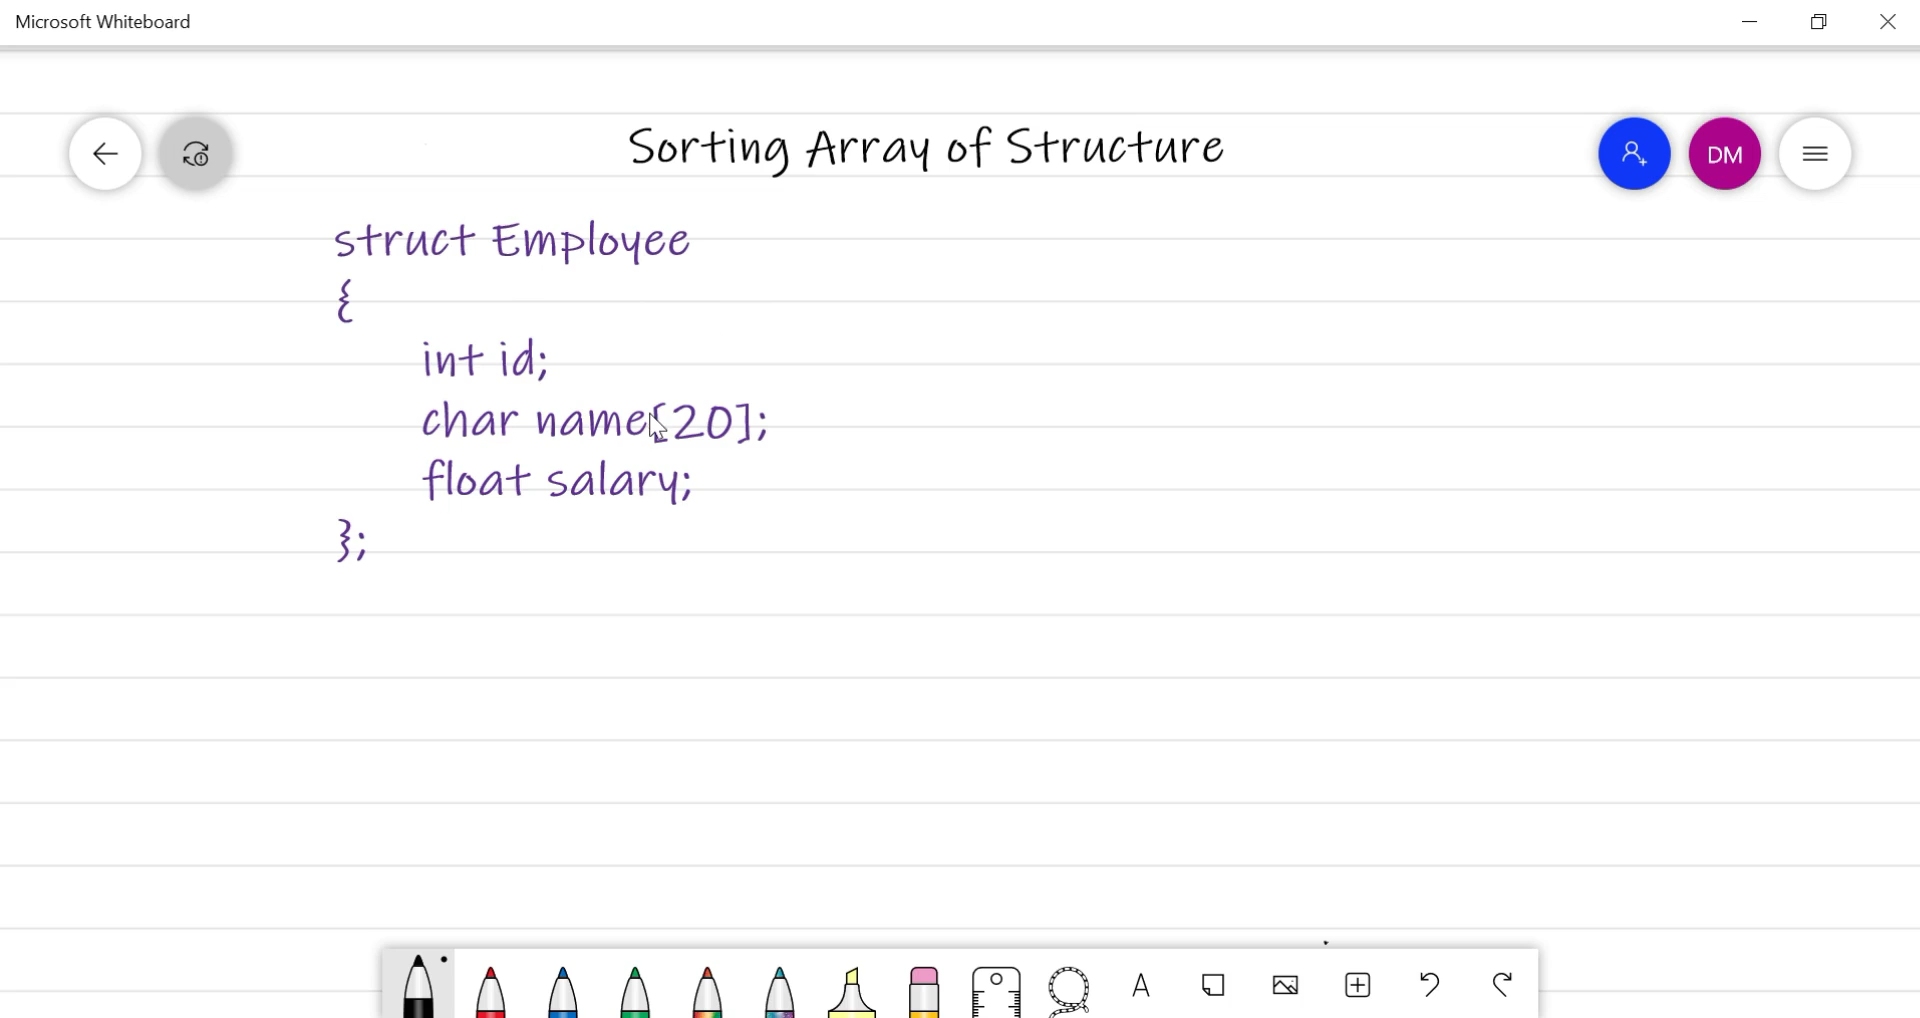 Microsoft Whiteboard
Sorting Array of Structure
DM
struct Employee
{
int id;
char name[20];
float salary;
};
A